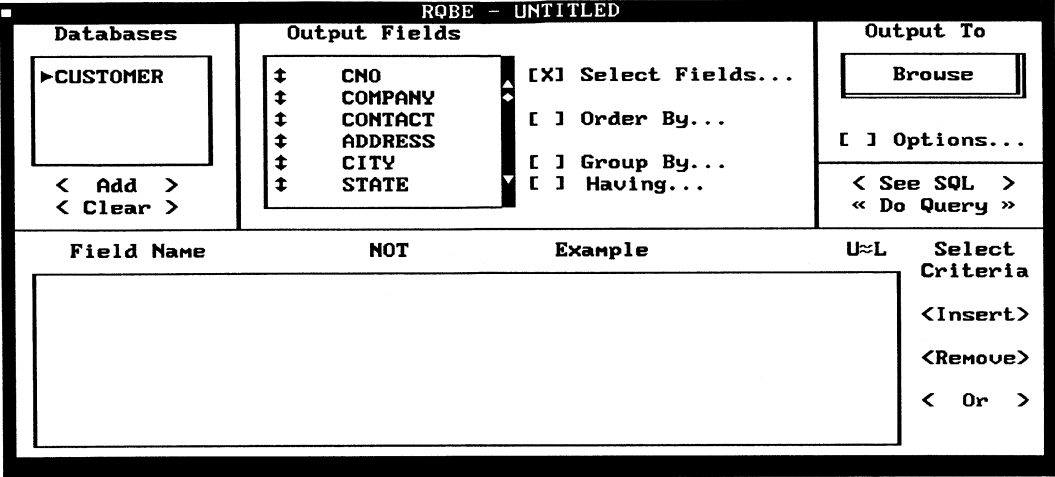 RQBE - UNTITLED
Databases
►CUSTOMER
< Add >
< Clear >
Output Fields
↕ CNO
↕ COMPANY
↕ CONTACT
↕ ADDRESS
↕ CITY
↕ STATE
[X] Select Fields...
[ ] Order By...
[ ] Group By...
[ ] Having...
Output To
Browse
[ ] Options...
< See SQL >
« Do Query »
Field Name NOT Example U≈L
Select
Criteria
<Insert>
<Remove>
< Or >